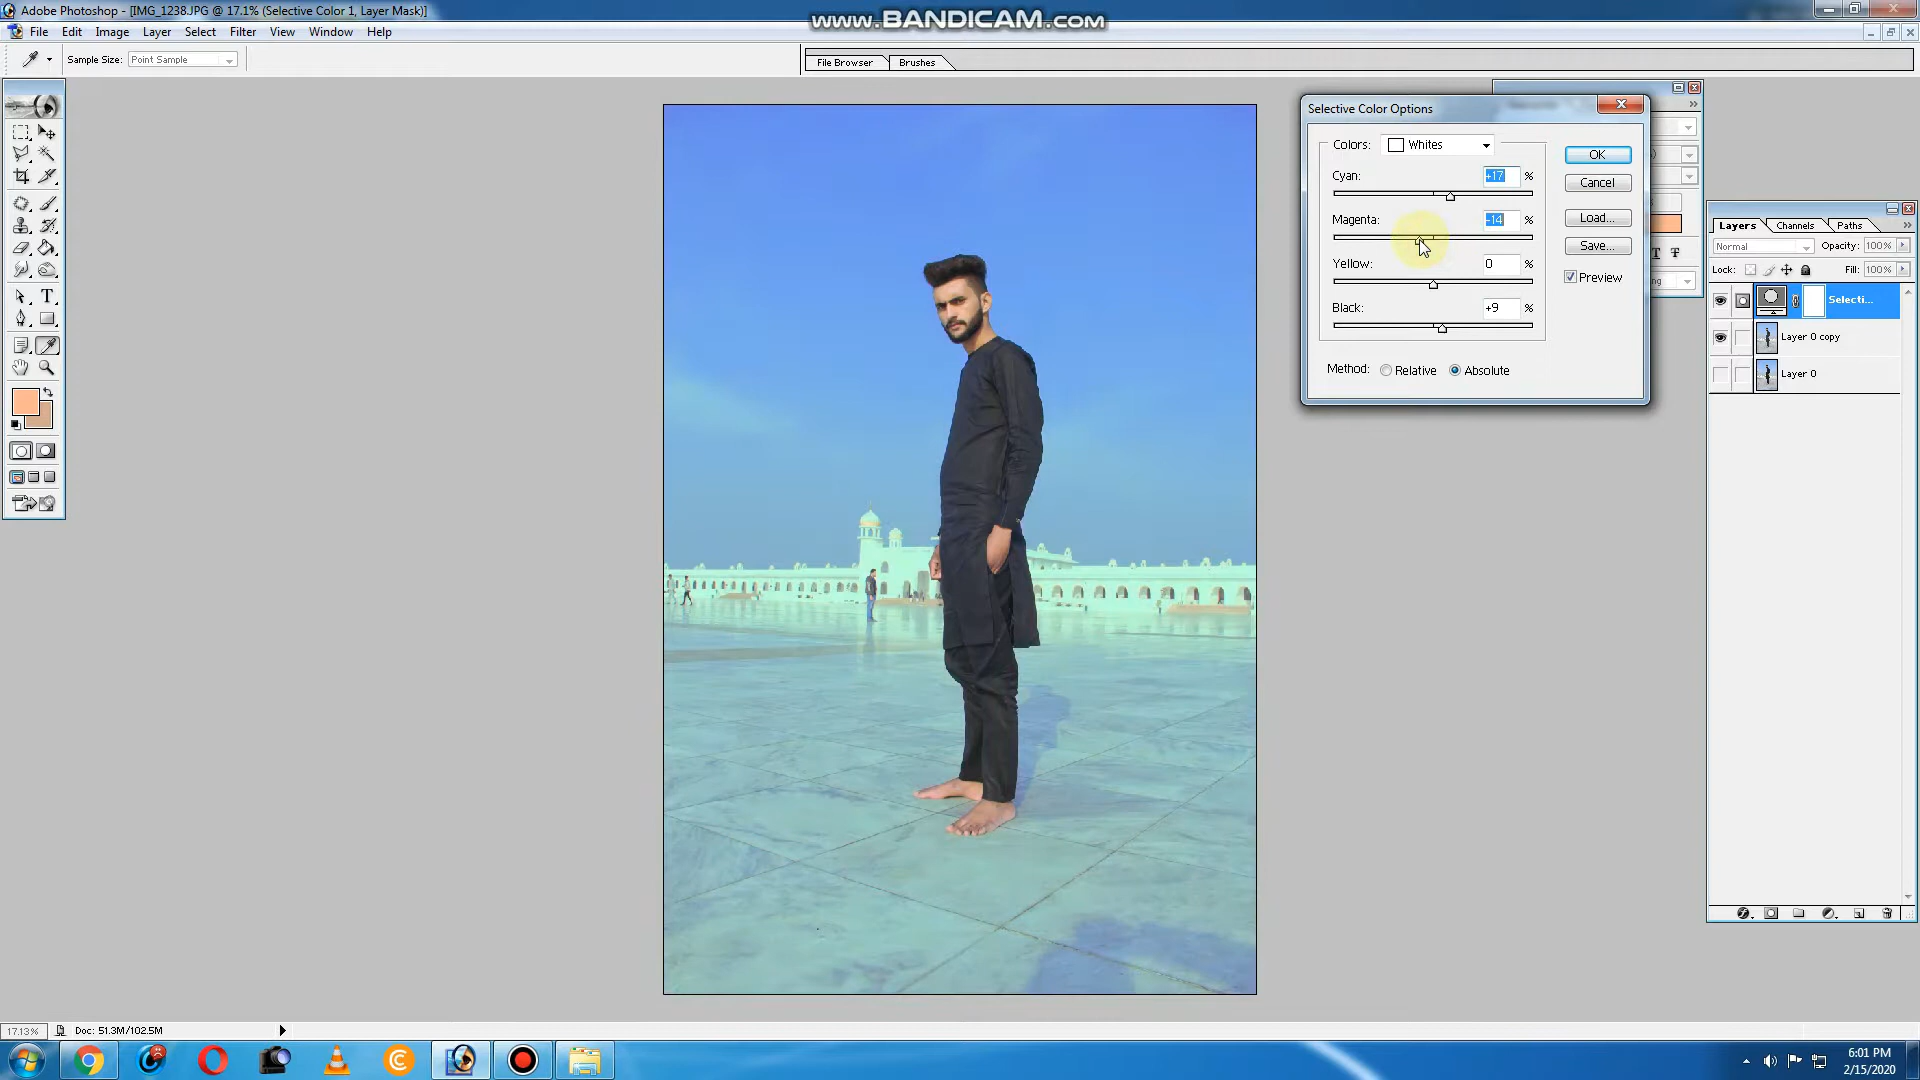 Adobe Photoshop - [IMG_1238.JPG @ 17.1% (Selective Color 1, Layer Mask)]
www.BANDICAM.com
File Edit Image Layer Select Filter View Window Help
Sample Size: Point Sample
File Browser Brushes
Selective Color Options
Colors: Whites
OK
Cyan: +17 %
Cancel
Magenta: -14 %
Load...
Save...
Yellow: 0 %
Preview
Black: +9 %
Method: Relative Absolute
Layers Channels Paths
Normal Opacity: 100%
Lock: Fill: 100%
Selecti...
Layer 0 copy
Layer 0
T
17.13% Doc: 51.3M/102.5M
6:01 PM
2/15/2020